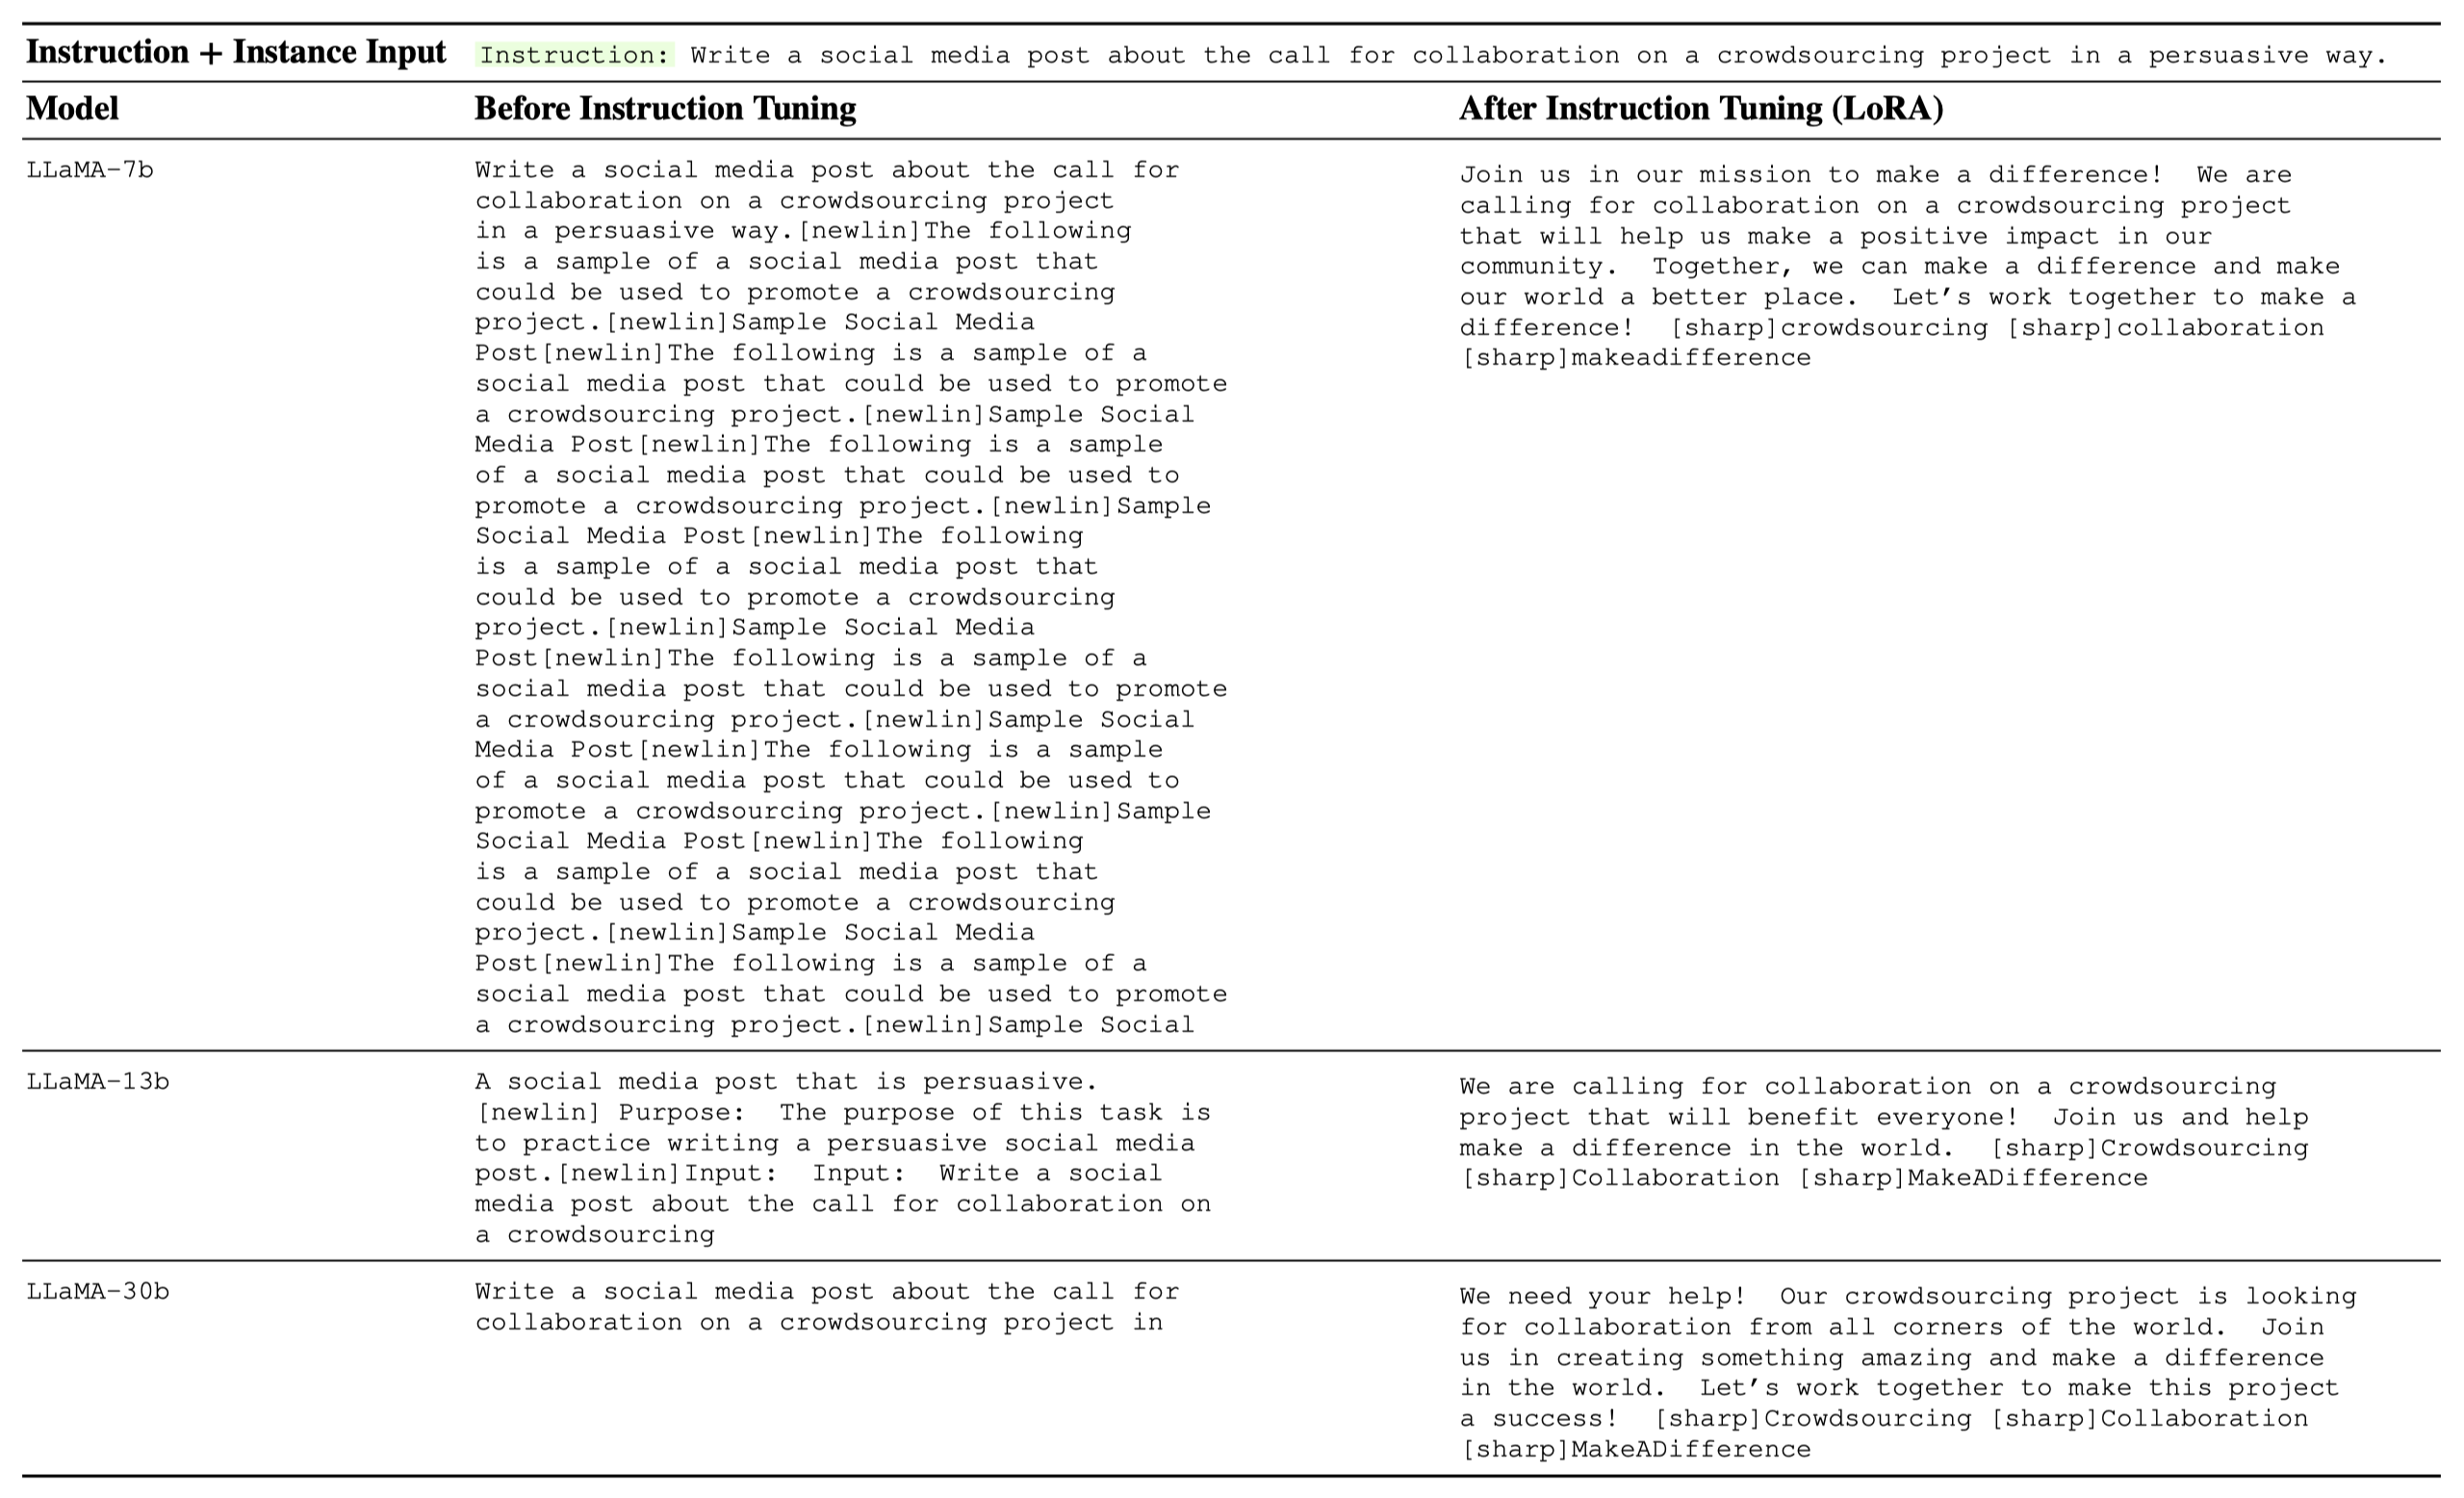 Instruction + Instance Input Instruction: Write a social media post about the call for collaboration on a crowdsourcing project in a persuasive way.
Model Before Instruction Tuning After Instruction Tuning (LoRA)
LLaMA-7b
Write a social media post about the call for
collaboration on a crowdsourcing project
in a persuasive way.[newlin]The following
is a sample of a social media post that
could be used to promote a crowdsourcing
project.[newlin]Sample Social Media
Post[newlin]The following is a sample of a
social media post that could be used to promote
a crowdsourcing project.[newlin]Sample Social
Media Post[newlin]The following is a sample
of a social media post that could be used to
promote a crowdsourcing project.[newlin]Sample
Social Media Post[newlin]The following
is a sample of a social media post that
could be used to promote a crowdsourcing
project.[newlin]Sample Social Media
Post[newlin]The following is a sample of a
social media post that could be used to promote
a crowdsourcing project.[newlin]Sample Social
Media Post[newlin]The following is a sample
of a social media post that could be used to
promote a crowdsourcing project.[newlin]Sample
Social Media Post[newlin]The following
is a sample of a social media post that
could be used to promote a crowdsourcing
project.[newlin]Sample Social Media
Post[newlin]The following is a sample of a
social media post that could be used to promote
a crowdsourcing project.[newlin]Sample Social
Join us in our mission to make a difference! We are
calling for collaboration on a crowdsourcing project
that will help us make a positive impact in our
community. Together, we can make a difference and make
our world a better place. Let's work together to make a
difference! [sharp]crowdsourcing [sharp]collaboration
[sharp]makeadifference
LLaMA-13b
A social media post that is persuasive.
[newlin] Purpose: The purpose of this task is
to practice writing a persuasive social media
post.[newlin]Input: Input: Write a social
media post about the call for collaboration on
a crowdsourcing
We are calling for collaboration on a crowdsourcing
project that will benefit everyone! Join us and help
make a difference in the world. [sharp]Crowdsourcing
[sharp]Collaboration [sharp]MakeADifference
LLaMA-30b
Write a social media post about the call for
collaboration on a crowdsourcing project in
We need your help! Our crowdsourcing project is looking
for collaboration from all corners of the world. Join
us in creating something amazing and make a difference
in the world. Let's work together to make this project
a success! [sharp]Crowdsourcing [sharp]Collaboration
[sharp]MakeADifference